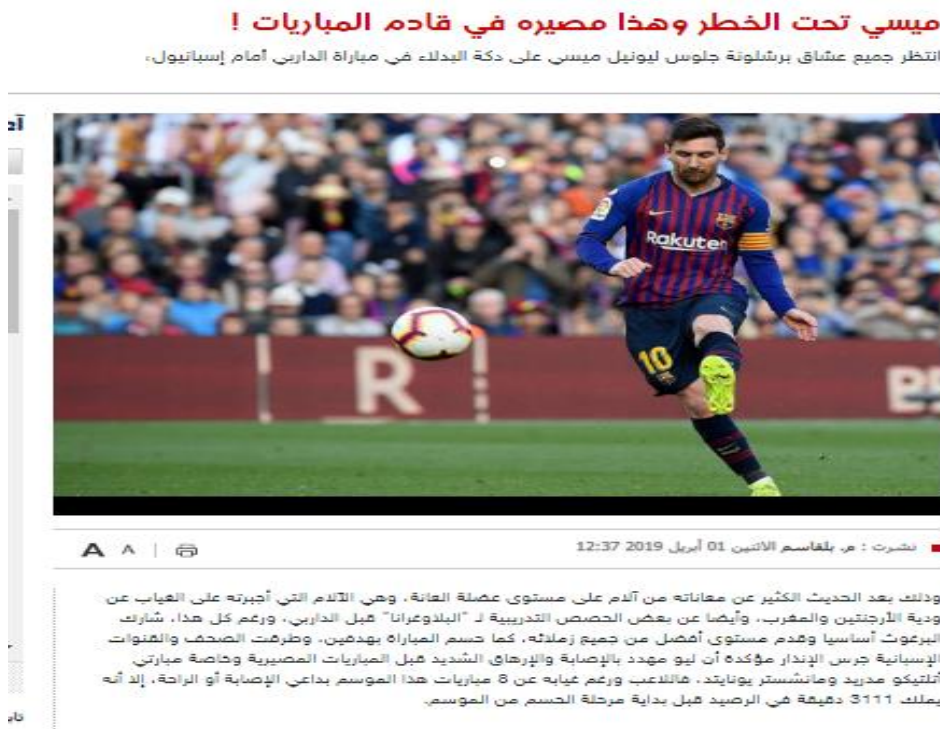 ميسي تحت الخطر وهذا مصيره في قادم المباريات !
انتظر جميع عشاق برشلونة جلوس ليونيل ميسي على دكة البدلاء في مباراة الداربي أمام إسبانيول،
Rakuten
10
R
A A
نشرت : م. بلقاسم الاثنين 01 أبريل 2019 12:37
وذلك بعد الحديث الكثير عن معاناته من آلام على مستوى عضلة العانة، وهي الآلام التي أجبرته على الغياب عن
ودية الأرجنتين والمغرب، وأيضا عن بعض الحصص التدريبية لـ "البلاوغرانا" قبل الداربي، ورغم كل هذا، شارك
البرغوث أساسيا وقدم مستوى أفضل من جميع زملائه، كما حسم المباراة بهدفين، وطرقت الصحف والقنوات
الإسبانية جرس الإنذار مؤكدة أن ليو مهدد بالإصابة والإرهاق الشديد قبل المباريات المصيرية وخاصة مبارتي
أتلتيكو مدريد ومانشستر يونايتد، فاللاعب ورغم غيابه عن 8 مباريات هذا الموسم بداعي الإصابة أو الراحة، إلا أنه
يملك 3111 دقيقة في الرصيد قبل بداية مرحلة الحسم من الموسم.